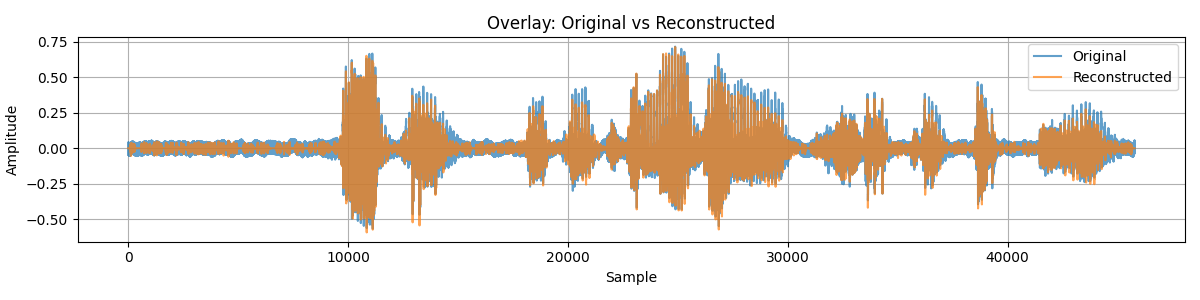 Overlay: Original vs Reconstructed
Original
Reconstructed
Amplitude
0.75
0.50
0.25
0.00
−0.25
−0.50
0 10000 20000 30000 40000
Sample